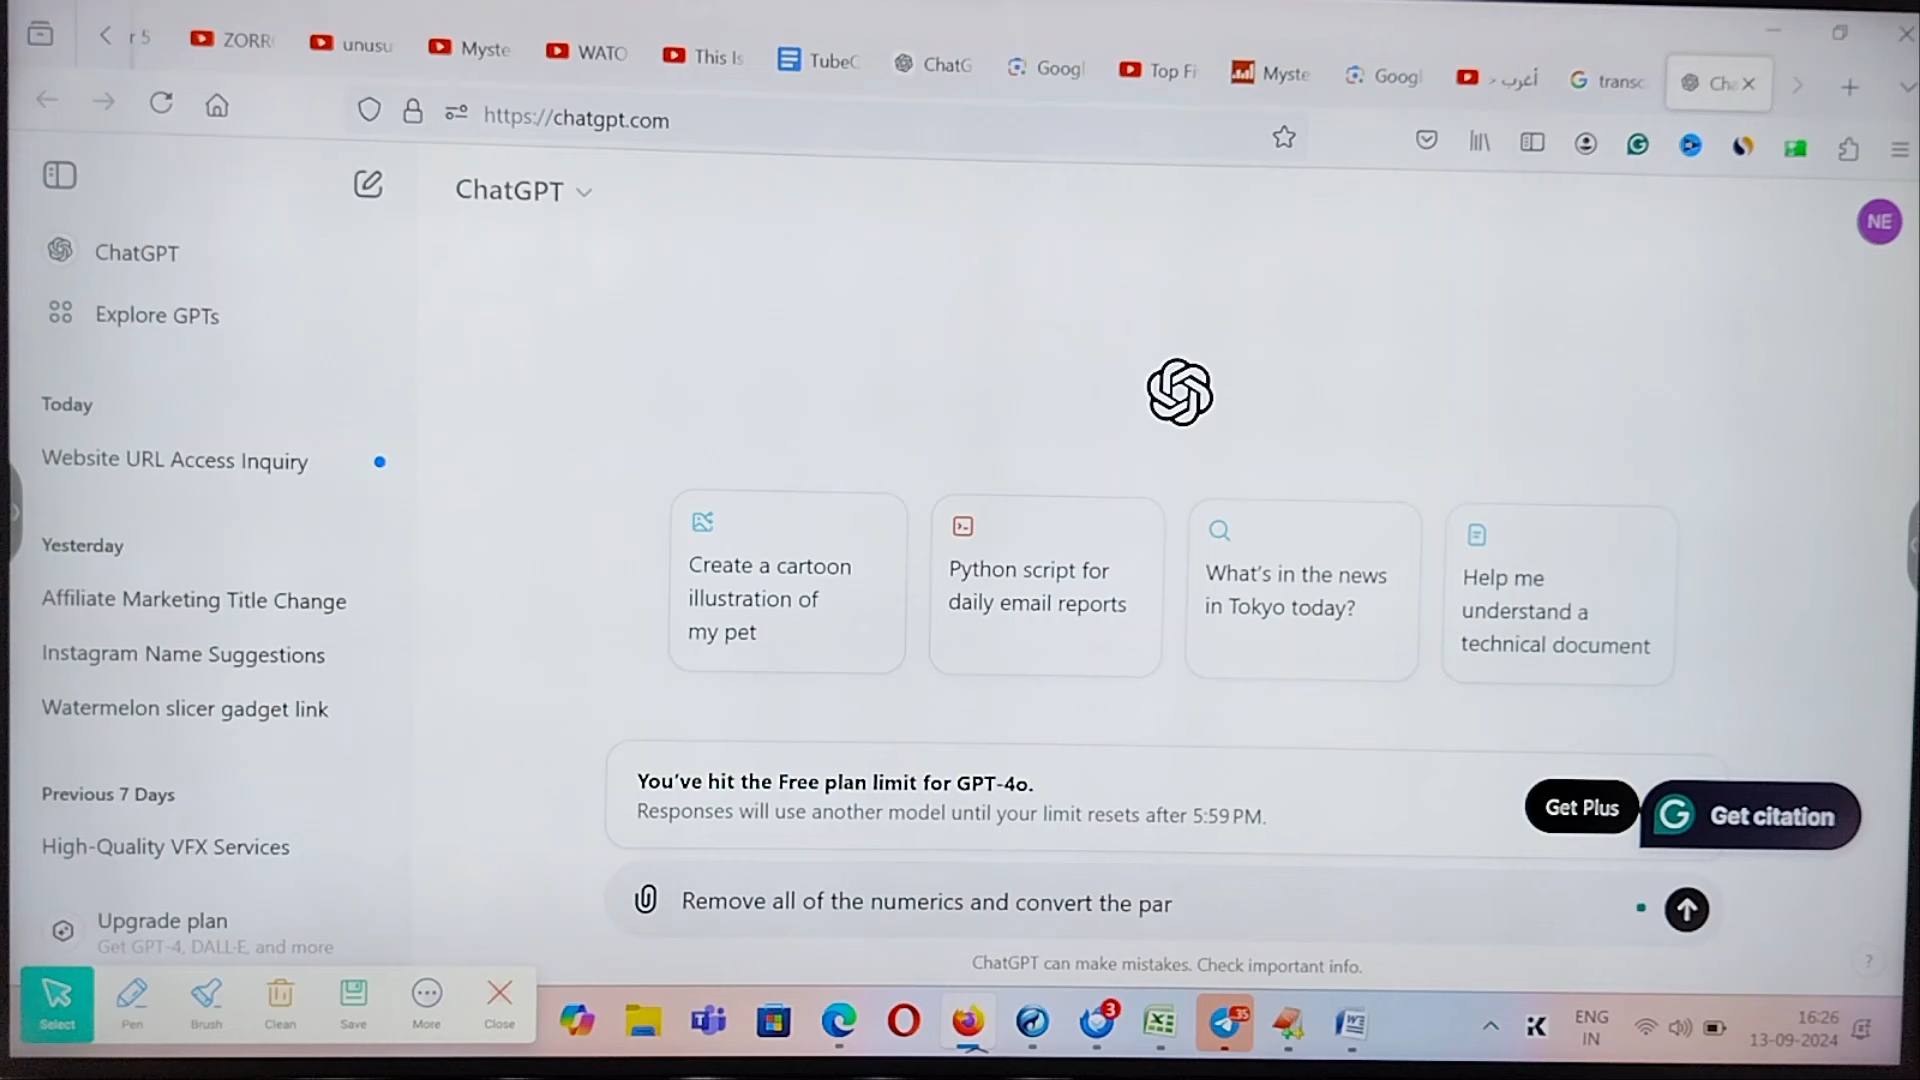 r 5
ZORR
unusu
Myste
WATO
This Is
TubeC
ChatG
Googl
Top Fi
Myste
Googl
أغرب
transc
Cha
https://chatgpt.com
ChatGPT
NE
ChatGPT
Explore GPTs
Today
Website URL Access Inquiry
Yesterday
Affiliate Marketing Title Change
Instagram Name Suggestions
Watermelon slicer gadget link
Previous 7 Days
High-Quality VFX Services
Upgrade plan
Get GPT-4, DALL·E, and more
Create a cartoon
illustration of
my pet
Python script for
daily email reports
What's in the news
in Tokyo today?
Help me
understand a
technical document
You've hit the Free plan limit for GPT-4o.
Responses will use another model until your limit resets after 5:59 PM.
Get Plus
Get citation
Remove all of the numerics and convert the par
ChatGPT can make mistakes. Check important info.
?
Select
Pen
Brush
Clean
Save
More
Close
3
35
ENG
IN
16:26
13-09-2024